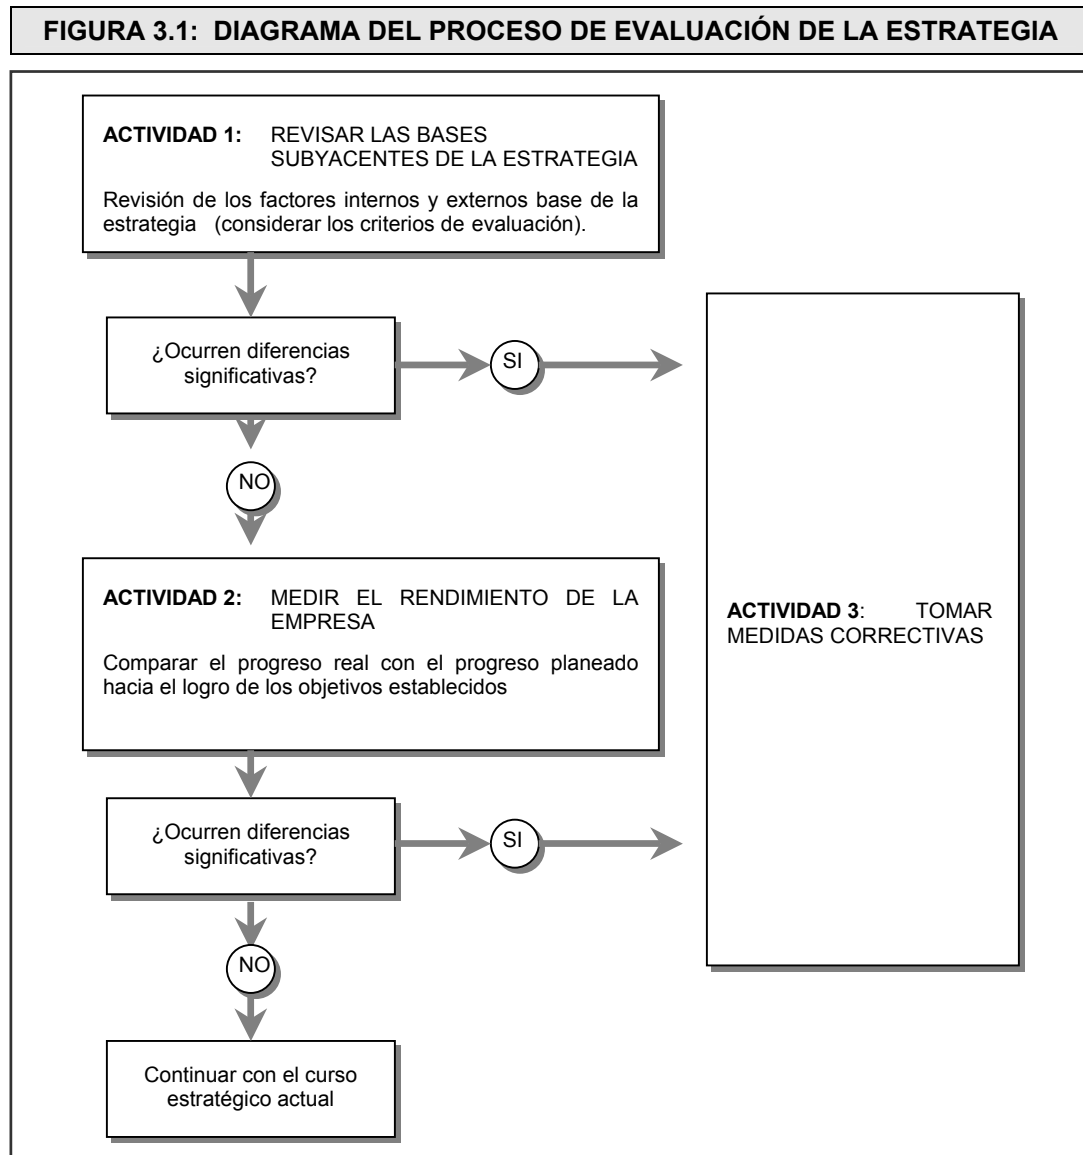 FIGURA 3.1: DIAGRAMA DEL PROCESO DE EVALUACIÓN DE LA ESTRATEGIA
ACTIVIDAD 1: REVISAR LAS BASES
SUBYACENTES DE LA ESTRATEGIA
Revisión de los factores internos y externos base de la
estrategia (considerar los criterios de evaluación).
¿Ocurren diferencias
significativas?
SI
NO
ACTIVIDAD 2: MEDIR EL RENDIMIENTO DE LA
EMPRESA
Comparar el progreso real con el progreso planeado
hacia el logro de los objetivos establecidos
ACTIVIDAD 3: TOMAR
MEDIDAS CORRECTIVAS
¿Ocurren diferencias
significativas?
SI
NO
Continuar con el curso
estratégico actual